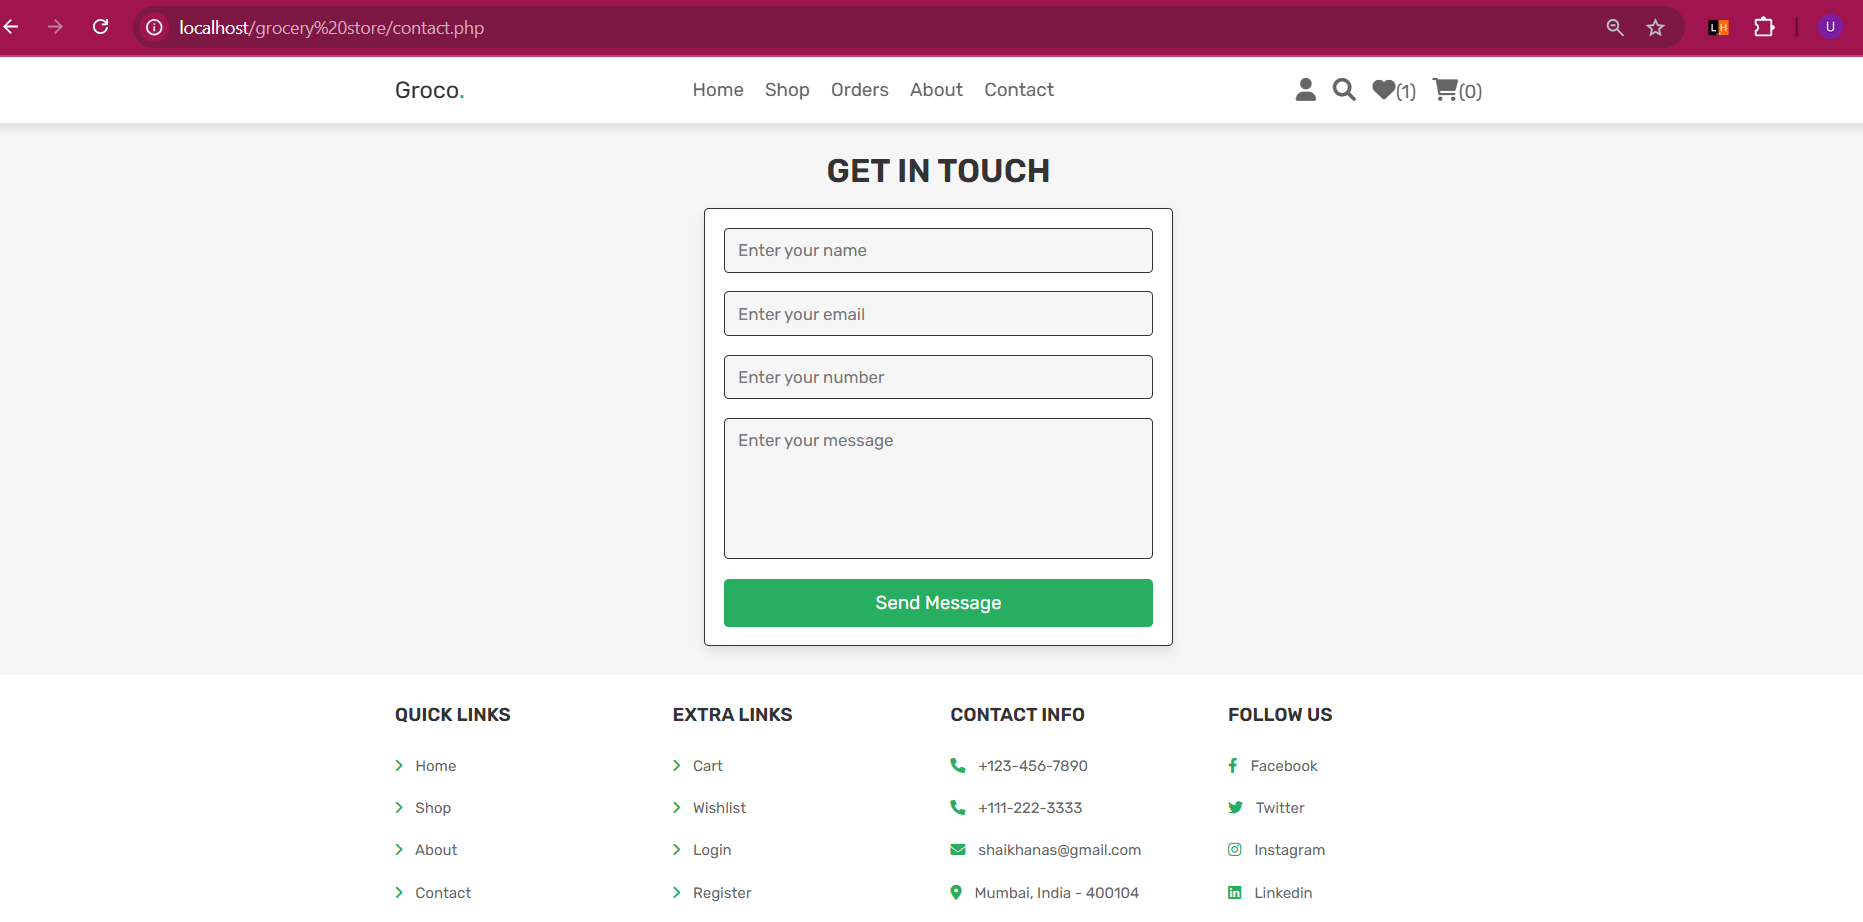 localhost/grocery%20store/contact.php
LH
U
Groco.
Home Shop Orders About Contact
(1) (0)
GET IN TOUCH
Enter your name
Enter your email
Enter your number
Enter your message
Send Message
QUICK LINKS
Home
Shop
About
Contact
EXTRA LINKS
Cart
Wishlist
Login
Register
CONTACT INFO
+123-456-7890
+111-222-3333
shaikhanas@gmail.com
Mumbai, India - 400104
FOLLOW US
Facebook
Twitter
Instagram
Linkedin